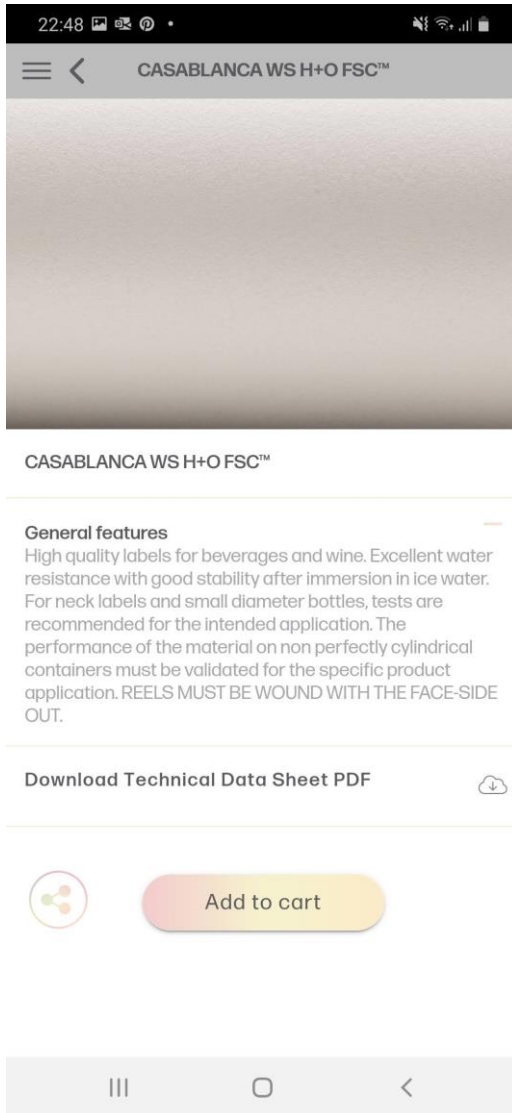 22:48
CASABLANCA WS H+O FSC™
CASABLANCA WS H+O FSC™
General features
High quality labels for beverages and wine. Excellent water
resistance with good stability after immersion in ice water.
For neck labels and small diameter bottles, tests are
recommended for the intended application. The
performance of the material on non perfectly cylindrical
containers must be validated for the specific product
application. REELS MUST BE WOUND WITH THE FACE-SIDE
OUT.
Download Technical Data Sheet PDF
Add to cart